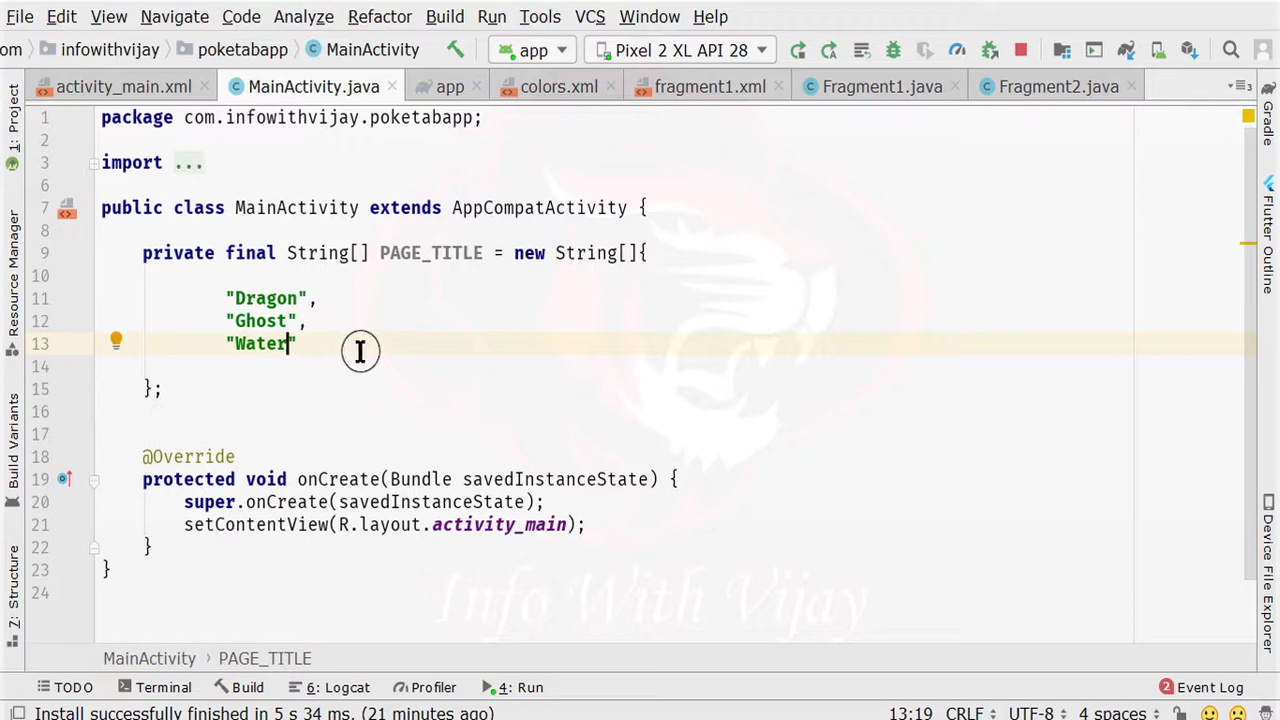 File Edit View Navigate Code Analyze Refactor Build Run Tools VCS Window Help
om infowithvijay poketabapp MainActivity app Pixel 2 XL API 28
activity_main.xml MainActivity.java app colors.xml fragment1.xml Fragment1.java Fragment2.java
1: Project
Resource Manager
Build Variants
7: Structure
1 package com.infowithvijay.poketabapp;
2
3 import ...
6
7 public class MainActivity extends AppCompatActivity {
8
9 private final String[] PAGE_TITLE = new String[]{
10
11 "Dragon",
12 "Ghost",
13 "Water"
14
15 };
16
17
18 @Override
19 protected void onCreate(Bundle savedInstanceState) {
20 super.onCreate(savedInstanceState);
21 setContentView(R.layout.activity_main);
22 }
23 }
24
Info With Vijay
Gradle
Flutter Outline
Device File Explorer
MainActivity › PAGE_TITLE
TODO Terminal Build 6: Logcat Profiler 4: Run 2 Event Log
Install successfully finished in 5 s 34 ms. (21 minutes ago) 13:19 CRLF UTF-8 4 spaces